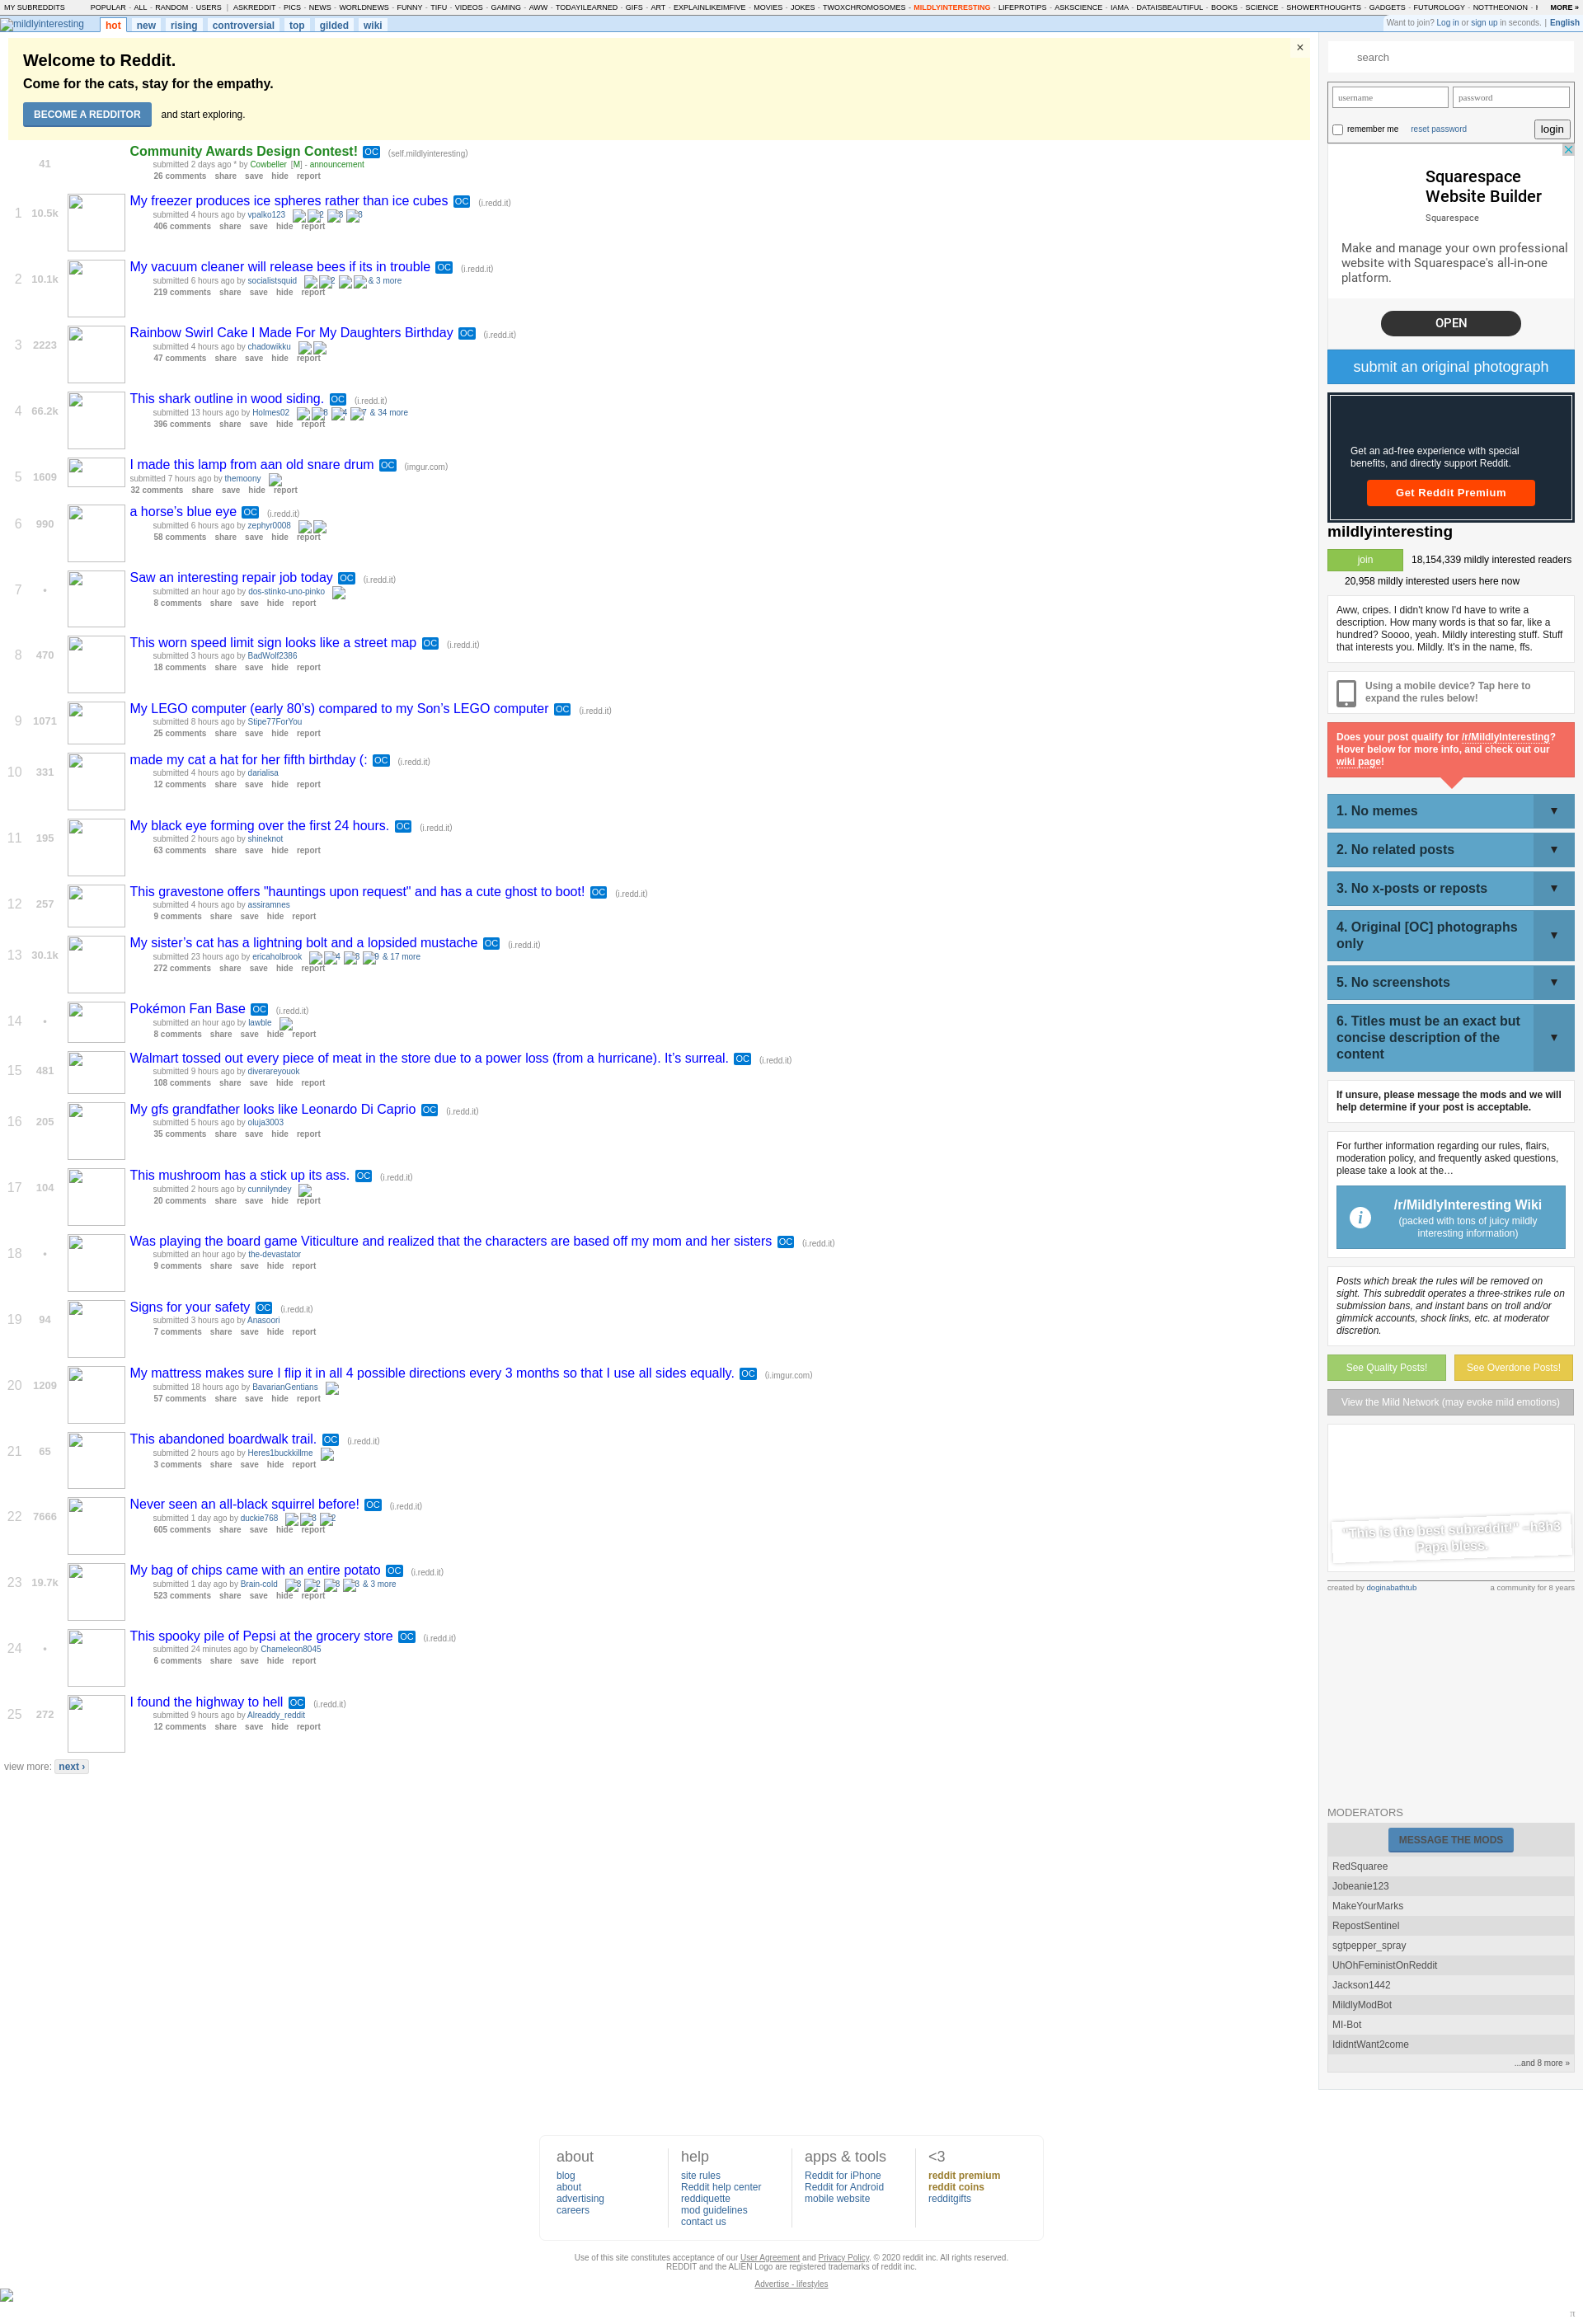 MY SUBREDDITS POPULAR - ALL - RANDOM - USERS | ASKREDDIT - PICS - NEWS - WORLDNEWS - FUNNY - TIFU - VIDEOS - GAMING - AWW - TODAYILEARNED - GIFS - ART - EXPLAINLIKEIMFIVE - MOVIES - JOKES - TWOXCHROMOSOMES - MILDLYINTERESTING - LIFEPROTIPS - ASKSCIENCE - IAMA - DATAISBEAUTIFUL - BOOKS - SCIENCE - SHOWERTHOUGHTS - GADGETS - FUTUROLOGY - NOTTHEONION - MORE »
mildlyinteresting hot new rising controversial top gilded wiki
Want to join? Log in or sign up in seconds. | English
Welcome to Reddit.
Come for the cats, stay for the empathy.
BECOME A REDDITOR and start exploring.
×
41
Community Awards Design Contest! OC (self.mildlyinteresting)
submitted 2 days ago * by Cowbeller [M] - announcement
26 comments share save hide report
1 10.5k
My freezer produces ice spheres rather than ice cubes OC (i.redd.it)
submitted 4 hours ago by vpalko123 2 3 3
406 comments share save hide report
2 10.1k
My vacuum cleaner will release bees if its in trouble OC (i.redd.it)
submitted 6 hours ago by socialistsquid 2 & 3 more
219 comments share save hide report
3 2223
Rainbow Swirl Cake I Made For My Daughters Birthday OC (i.redd.it)
submitted 4 hours ago by chadowikku
47 comments share save hide report
4 66.2k
This shark outline in wood siding. OC (i.redd.it)
submitted 13 hours ago by Holmes02 3 4 7 & 34 more
396 comments share save hide report
5 1609
I made this lamp from aan old snare drum OC (imgur.com)
submitted 7 hours ago by themoony
32 comments share save hide report
6 990
a horse's blue eye OC (i.redd.it)
submitted 6 hours ago by zephyr0008
58 comments share save hide report
7 •
Saw an interesting repair job today OC (i.redd.it)
submitted an hour ago by dos-stinko-uno-pinko
8 comments share save hide report
8 470
This worn speed limit sign looks like a street map OC (i.redd.it)
submitted 3 hours ago by BadWolf2386
18 comments share save hide report
9 1071
My LEGO computer (early 80's) compared to my Son's LEGO computer OC (i.redd.it)
submitted 8 hours ago by Stipe77ForYou
25 comments share save hide report
10 331
made my cat a hat for her fifth birthday (: OC (i.redd.it)
submitted 4 hours ago by darialisa
12 comments share save hide report
11 195
My black eye forming over the first 24 hours. OC (i.redd.it)
submitted 2 hours ago by shineknot
63 comments share save hide report
12 257
This gravestone offers "hauntings upon request" and has a cute ghost to boot! OC (i.redd.it)
submitted 4 hours ago by assiramnes
9 comments share save hide report
13 30.1k
My sister's cat has a lightning bolt and a lopsided mustache OC (i.redd.it)
submitted 23 hours ago by ericaholbrook 4 3 9 & 17 more
272 comments share save hide report
14 •
Pokémon Fan Base OC (i.redd.it)
submitted an hour ago by lawble
8 comments share save hide report
15 481
Walmart tossed out every piece of meat in the store due to a power loss (from a hurricane). It's surreal. OC (i.redd.it)
submitted 9 hours ago by diverareyouok
108 comments share save hide report
16 205
My gfs grandfather looks like Leonardo Di Caprio OC (i.redd.it)
submitted 5 hours ago by oluja3003
35 comments share save hide report
17 104
This mushroom has a stick up its ass. OC (i.redd.it)
submitted 2 hours ago by cunnilyndey
20 comments share save hide report
18 •
Was playing the board game Viticulture and realized that the characters are based off my mom and her sisters OC (i.redd.it)
submitted an hour ago by the-devastator
9 comments share save hide report
19 94
Signs for your safety OC (i.redd.it)
submitted 3 hours ago by Anasoori
7 comments share save hide report
20 1209
My mattress makes sure I flip it in all 4 possible directions every 3 months so that I use all sides equally. OC (i.imgur.com)
submitted 18 hours ago by BavarianGentians
57 comments share save hide report
21 65
This abandoned boardwalk trail. OC (i.redd.it)
submitted 2 hours ago by Heres1buckkillme
3 comments share save hide report
22 7666
Never seen an all-black squirrel before! OC (i.redd.it)
submitted 1 day ago by duckie768 3 2
605 comments share save hide report
23 19.7k
My bag of chips came with an entire potato OC (i.redd.it)
submitted 1 day ago by Brain-cold 3 2 3 3 & 3 more
523 comments share save hide report
24 •
This spooky pile of Pepsi at the grocery store OC (i.redd.it)
submitted 24 minutes ago by Chameleon8045
6 comments share save hide report
25 272
I found the highway to hell OC (i.redd.it)
submitted 9 hours ago by Alreaddy_reddit
12 comments share save hide report
view more: next ›
search
username password
remember me reset password login
Squarespace
Website Builder
Squarespace
Make and manage your own professional
website with Squarespace's all-in-one
platform.
OPEN
submit an original photograph
Get an ad-free experience with special
benefits, and directly support Reddit.
Get Reddit Premium
mildlyinteresting
join 18,154,339 mildly interested readers
20,958 mildly interested users here now
Aww, cripes. I didn't know I'd have to write a
description. How many words is that so far, like a
hundred? Soooo, yeah. Mildly interesting stuff. Stuff
that interests you. Mildly. It's in the name, ffs.
Using a mobile device? Tap here to
expand the rules below!
Does your post qualify for /r/MildlyInteresting?
Hover below for more info, and check out our
wiki page!
1. No memes ▼
2. No related posts ▼
3. No x-posts or reposts ▼
4. Original [OC] photographs
only ▼
5. No screenshots ▼
6. Titles must be an exact but
concise description of the
content ▼
If unsure, please message the mods and we will
help determine if your post is acceptable.
For further information regarding our rules, flairs,
moderation policy, and frequently asked questions,
please take a look at the…
i /r/MildlyInteresting Wiki
(packed with tons of juicy mildly
interesting information)
Posts which break the rules will be removed on
sight. This subreddit operates a three-strikes rule on
submission bans, and instant bans on troll and/or
gimmick accounts, shock links, etc. at moderator
discretion.
See Quality Posts! See Overdone Posts!
View the Mild Network (may evoke mild emotions)
"This is the best subreddit!" ~h3h3
Papa bless.
created by doginabathtub a community for 8 years
MODERATORS
MESSAGE THE MODS
RedSquaree
Jobeanie123
MakeYourMarks
RepostSentinel
sgtpepper_spray
UhOhFeministOnReddit
Jackson1442
MildlyModBot
MI-Bot
IdidntWant2come
...and 8 more »
about
blog
about
advertising
careers
help
site rules
Reddit help center
reddiquette
mod guidelines
contact us
apps & tools
Reddit for iPhone
Reddit for Android
mobile website
<3
reddit premium
reddit coins
redditgifts
Use of this site constitutes acceptance of our User Agreement and Privacy Policy. © 2020 reddit inc. All rights reserved.
REDDIT and the ALIEN Logo are registered trademarks of reddit inc.
Advertise - lifestyles
π